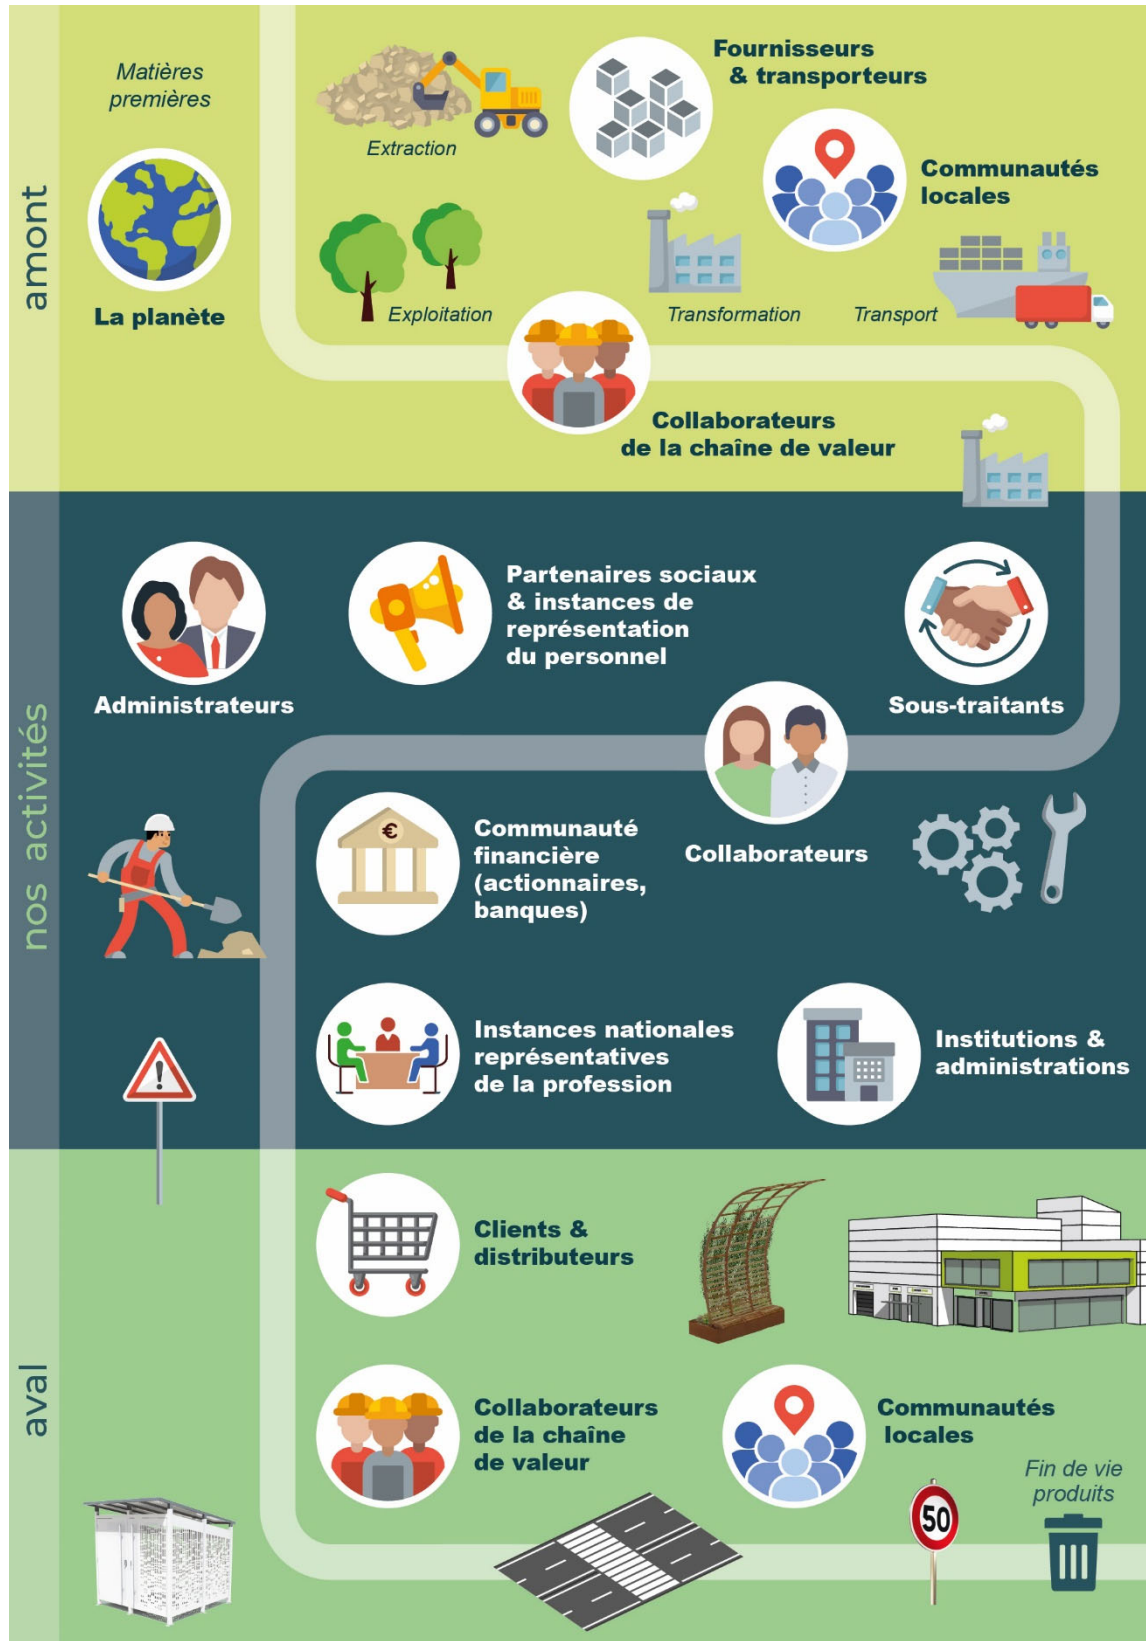 amont
Matières
premières
La planète
Extraction
Fournisseurs
& transporteurs
Communautés
locales
Exploitation
Transformation
Transport
Collaborateurs
de la chaîne de valeur
nos activités
Administrateurs
Partenaires sociaux
& instances de
représentation
du personnel
Sous-traitants
€
Communauté
financière
(actionnaires,
banques)
Collaborateurs
Instances nationales
représentatives
de la profession
Institutions &
administrations
!
aval
Clients &
distributeurs
Collaborateurs
de la chaîne
de valeur
Communautés
locales
50
Fin de vie
produits